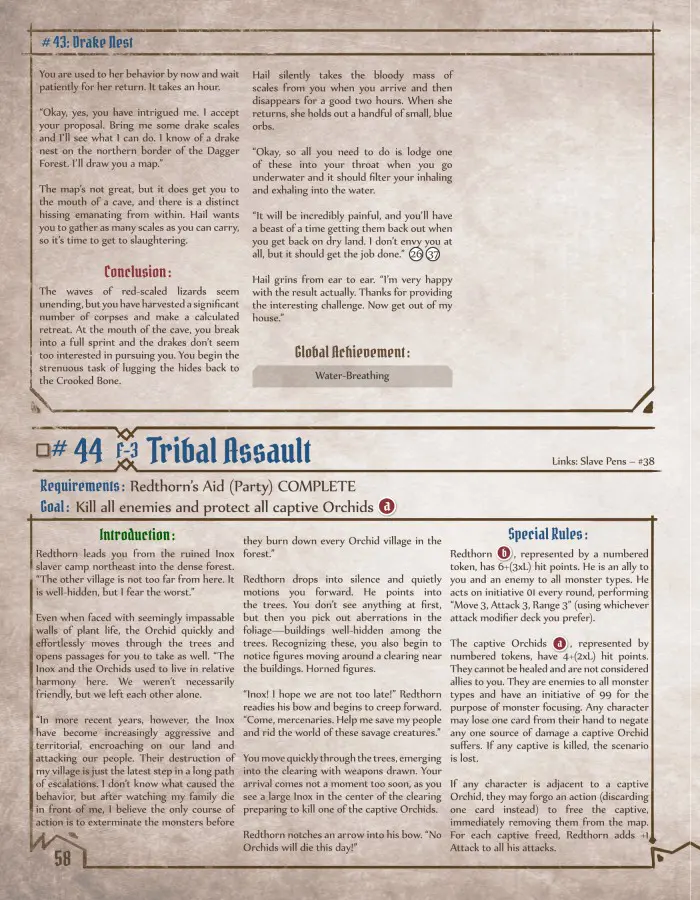 # 43: Drake Nest
You are used to her behavior by now and wait
patiently for her return. It takes an hour.
“Okay, yes, you have intrigued me. I accept
your proposal. Bring me some drake scales
and I’ll see what I can do. I know of a drake
nest on the northern border of the Dagger
Forest. I’ll draw you a map.”
The map’s not great, but it does get you to
the mouth of a cave, and there is a distinct
hissing emanating from within. Hail wants
you to gather as many scales as you can carry,
so it’s time to get to slaughtering.
Conclusion:
The waves of red-scaled lizards seem
unending, but you have harvested a significant
number of corpses and make a calculated
retreat. At the mouth of the cave, you break
into a full sprint and the drakes don’t seem
too interested in pursuing you. You begin the
strenuous task of lugging the hides back to
the Crooked Bone.
Hail silently takes the bloody mass of
scales from you when you arrive and then
disappears for a good two hours. When she
returns, she holds out a handful of small, blue
orbs.
“Okay, so all you need to do is lodge one
of these into your throat when you go
underwater and it should filter your inhaling
and exhaling into the water.
“It will be incredibly painful, and you’ll have
a beast of a time getting them back out when
you get back on dry land. I don’t envy you at
all, but it should get the job done.” 26 37
Hail grins from ear to ear. “I’m very happy
with the result actually. Thanks for providing
the interesting challenge. Now get out of my
house.”
Global Achievement:
Water-Breathing
# 44 F-3 Tribal Assault
Links: Slave Pens – #38
Requirements: Redthorn’s Aid (Party) COMPLETE
Goal: Kill all enemies and protect all captive Orchids a
Introduction:
Redthorn leads you from the ruined Inox
slaver camp northeast into the dense forest.
“The other village is not too far from here. It
is well-hidden, but I fear the worst.”
Even when faced with seemingly impassable
walls of plant life, the Orchid quickly and
effortlessly moves through the trees and
opens passages for you to take as well. “The
Inox and the Orchids used to live in relative
harmony here. We weren’t necessarily
friendly, but we left each other alone.
“In more recent years, however, the Inox
have become increasingly aggressive and
territorial, encroaching on our land and
attacking our people. Their destruction of
my village is just the latest step in a long path
of escalations. I don’t know what caused the
behavior, but after watching my family die
in front of me, I believe the only course of
action is to exterminate the monsters before
they burn down every Orchid village in the
forest.”
Redthorn drops into silence and quietly
motions you forward. He points into
the trees. You don’t see anything at first,
but then you pick out aberrations in the
foliage—buildings well-hidden among the
trees. Recognizing these, you also begin to
notice figures moving around a clearing near
the buildings. Horned figures.
“Inox! I hope we are not too late!” Redthorn
readies his bow and begins to creep forward.
“Come, mercenaries. Help me save my people
and rid the world of these savage creatures.”
You move quickly through the trees, emerging
into the clearing with weapons drawn. Your
arrival comes not a moment too soon, as you
see a large Inox in the center of the clearing
preparing to kill one of the captive Orchids.
Redthorn notches an arrow into his bow. “No
Orchids will die this day!”
Special Rules:
Redthorn b, represented by a numbered
token, has 6+(3xL) hit points. He is an ally to
you and an enemy to all monster types. He
acts on initiative 01 every round, performing
“Move 3, Attack 3, Range 3” (using whichever
attack modifier deck you prefer).
The captive Orchids a, represented by
numbered tokens, have 4+(2xL) hit points.
They cannot be healed and are not considered
allies to you. They are enemies to all monster
types and have an initiative of 99 for the
purpose of monster focusing. Any character
may lose one card from their hand to negate
any one source of damage a captive Orchid
suffers. If any captive is killed, the scenario
is lost.
If any character is adjacent to a captive
Orchid, they may forgo an action (discarding
one card instead) to free the captive,
immediately removing them from the map.
For each captive freed, Redthorn adds +1
Attack to all his attacks.
58